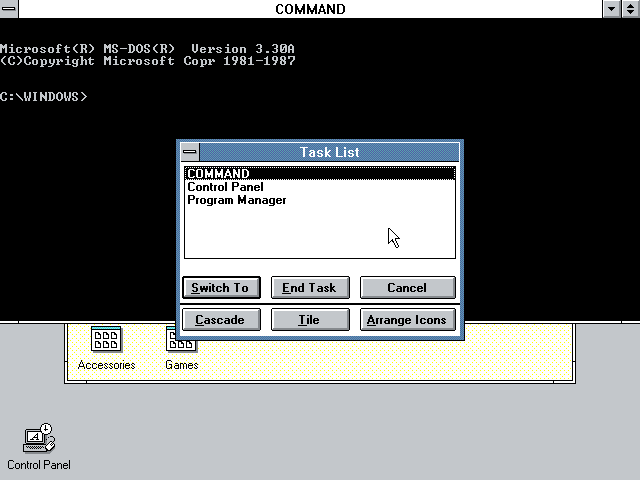 COMMAND
Microsoft(R) MS-DOS(R)  Version 3.30A
(C)Copyright Microsoft Copr 1981-1987
C:\WINDOWS>
Task List
COMMAND
Control Panel
Program Manager
Switch To
End Task
Cancel
Cascade
Tile
Arrange Icons
Accessories
Games
Control Panel